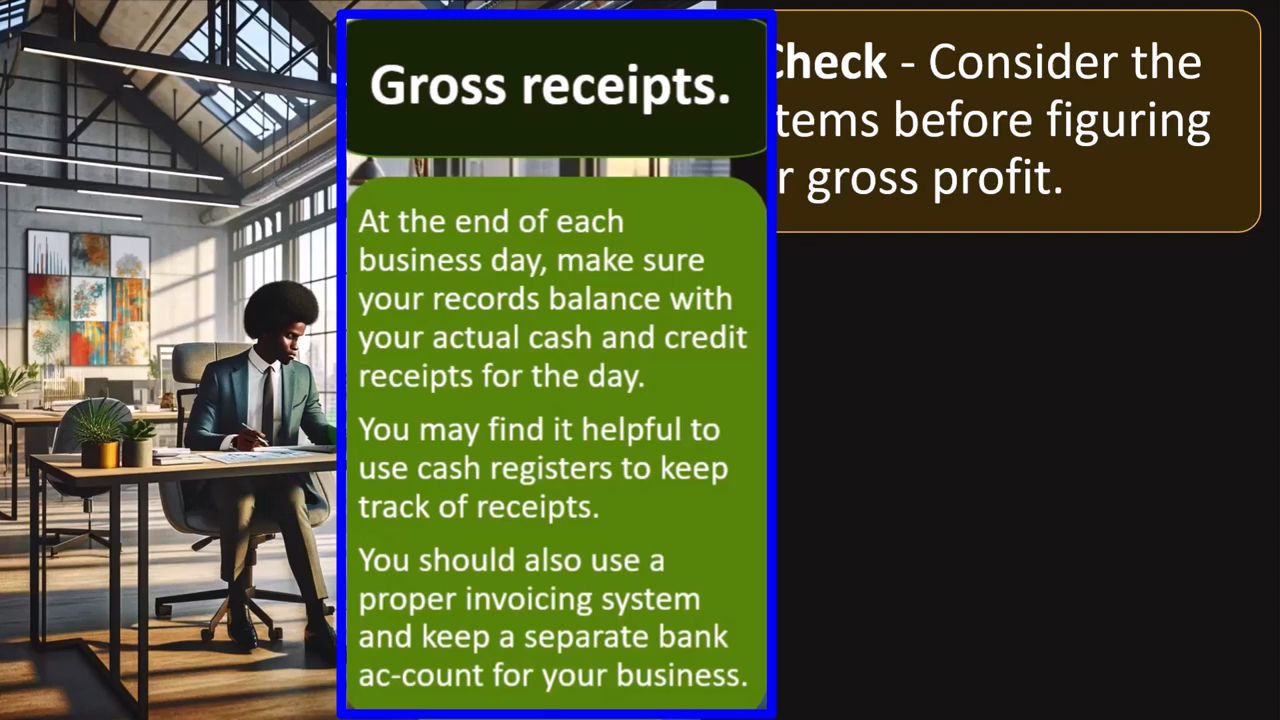 Gross receipts.
At the end of each
business day, make sure
your records balance with
your actual cash and credit
receipts for the day.
You may find it helpful to
use cash registers to keep
track of receipts.
You should also use a
proper invoicing system
and keep a separate bank
ac-count for your business.
Check - Consider the
tems before figuring
r gross profit.